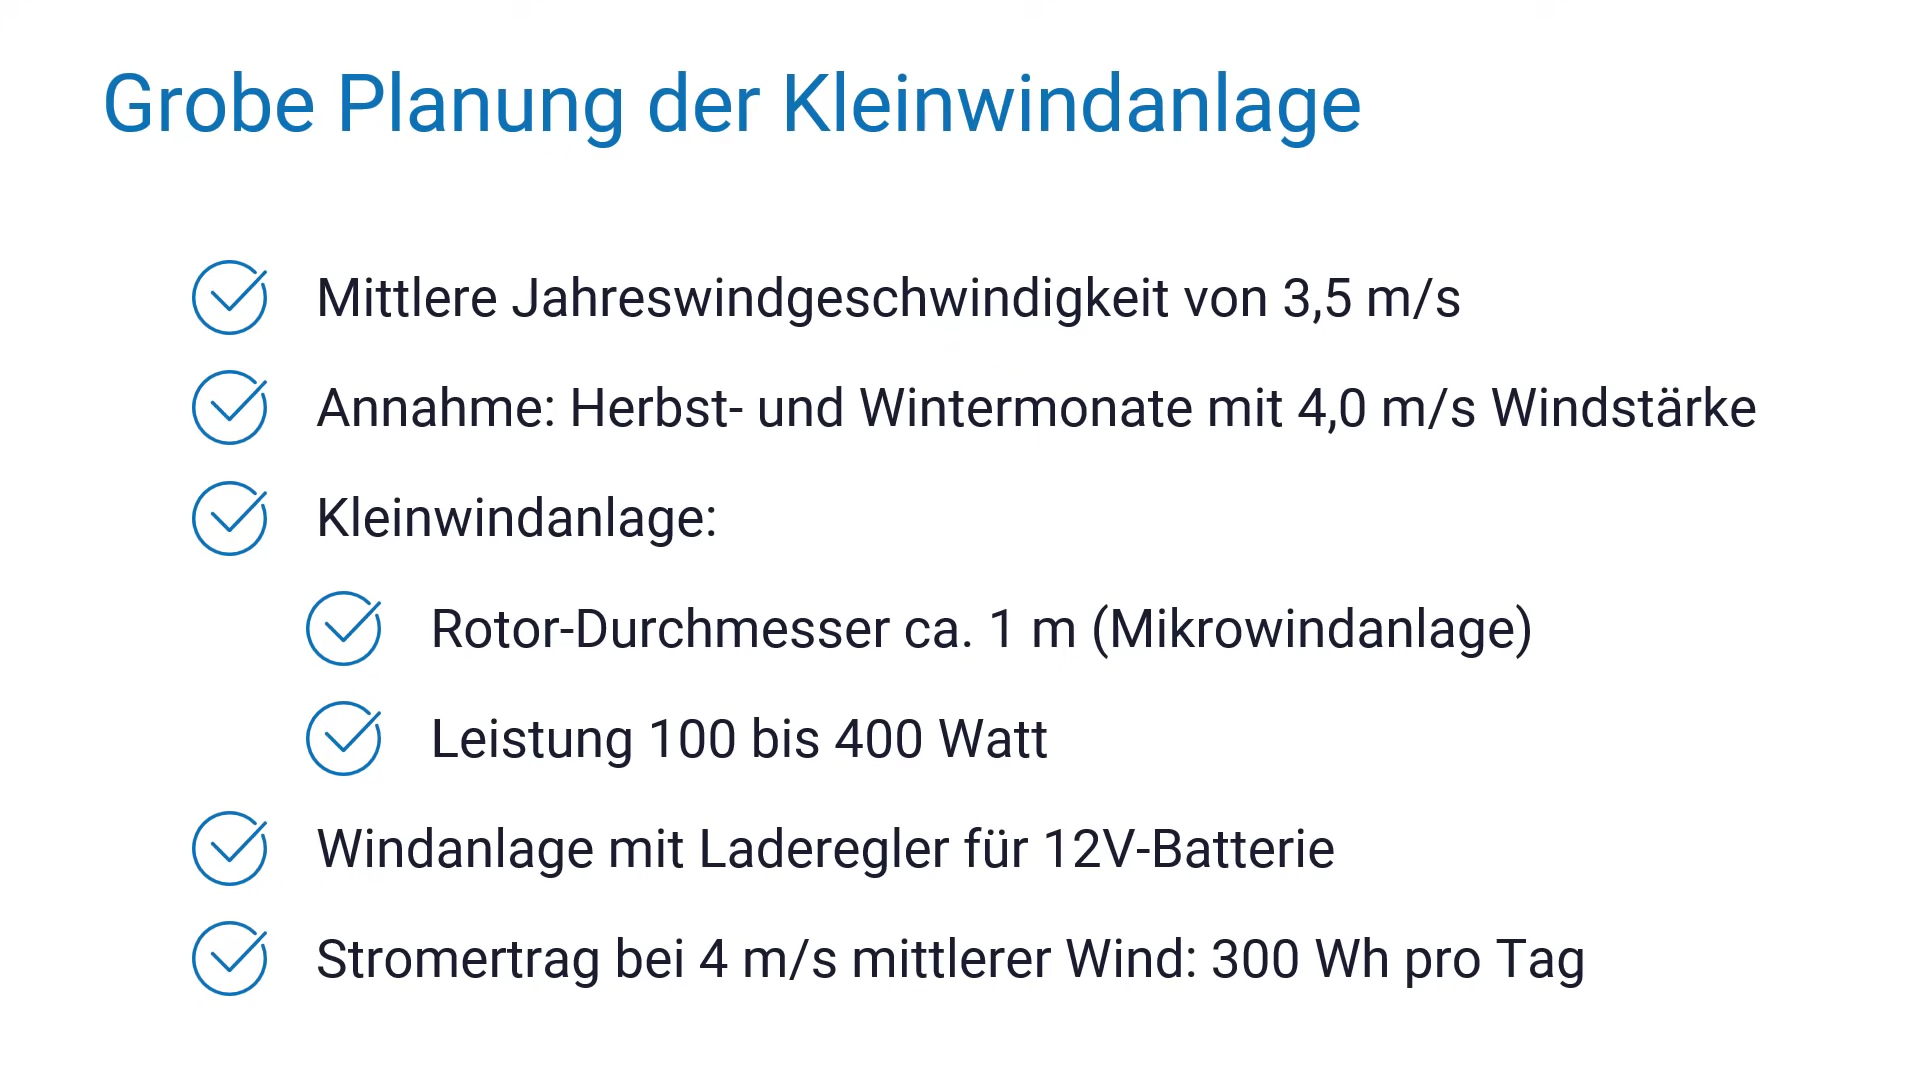 Grobe Planung der Kleinwindanlage
Mittlere Jahreswindgeschwindigkeit von 3,5 m/s
Annahme: Herbst- und Wintermonate mit 4,0 m/s Windstärke
Kleinwindanlage:
Rotor-Durchmesser ca. 1 m (Mikrowindanlage)
Leistung 100 bis 400 Watt
Windanlage mit Laderegler für 12V-Batterie
Stromertrag bei 4 m/s mittlerer Wind: 300 Wh pro Tag